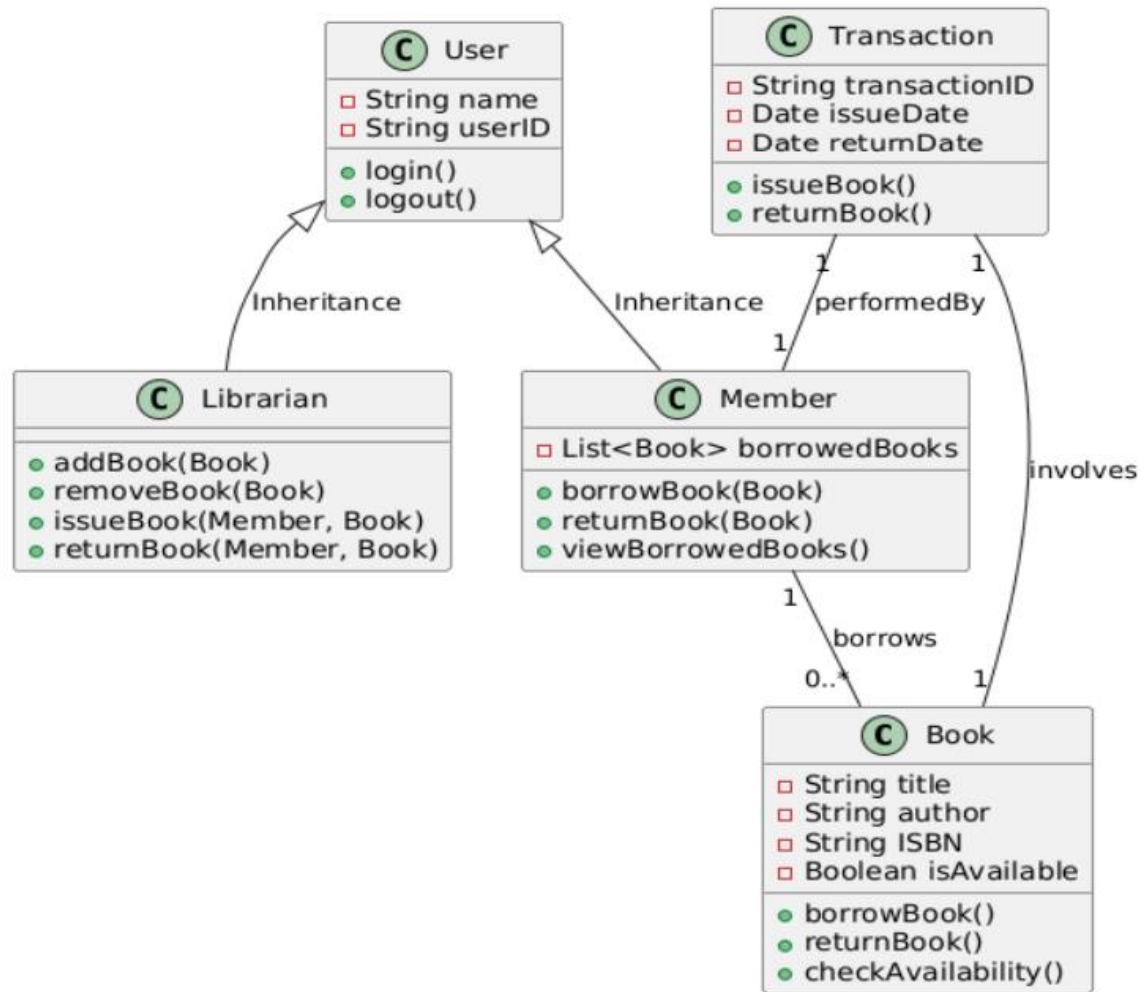 C User
String name
String userID
login()
logout()
C Transaction
String transactionID
Date issueDate
Date returnDate
issueBook()
returnBook()
Inheritance
Inheritance
1
performedBy
1
1
involves
1
C Librarian
addBook(Book)
removeBook(Book)
issueBook(Member, Book)
returnBook(Member, Book)
C Member
List<Book> borrowedBooks
borrowBook(Book)
returnBook(Book)
viewBorrowedBooks()
1
borrows
0..*
C Book
String title
String author
String ISBN
Boolean isAvailable
borrowBook()
returnBook()
checkAvailability()